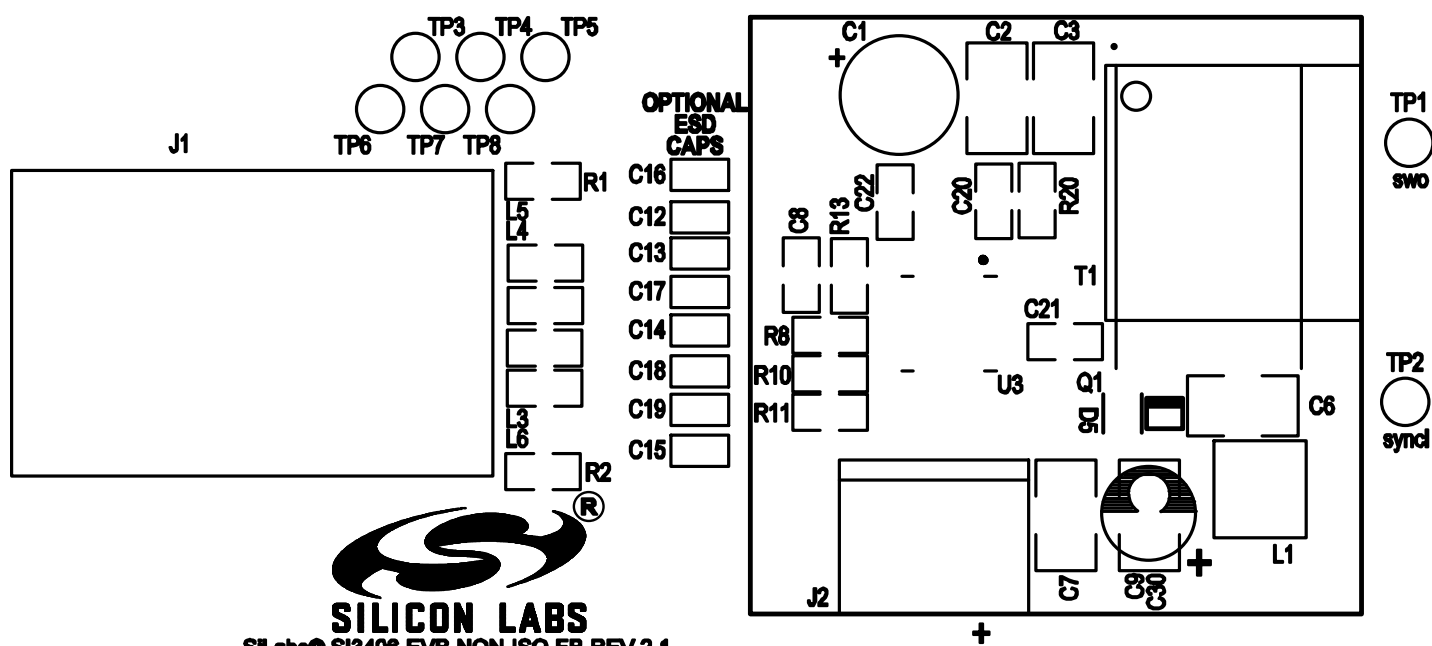 TP3 TP4 TP5
TP6 TP7 TP8
J1
R1
L5
L4
L3
L6
R2
OPTIONAL
ESD
CAPS
C16
C12
C13
C17
C14
C18
C19
C15
®
SILICON LABS
C1
+
C2
C3
C22
C20
R20
C8
R13
T1
C21
R8
R10
R11
U3
Q1
D5
C6
L1
C7
C9
C30
+
J2
+
TP1
swo
TP2
syncl